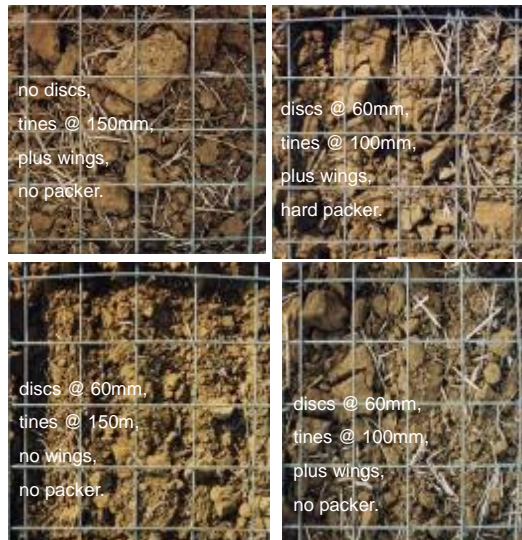 no discs,
tines @ 150mm,
plus wings,
no packer.
discs @ 60mm,
tines @ 100mm,
plus wings,
hard packer.
discs @ 60mm,
tines @ 150m,
no wings,
no packer.
discs @ 60mm,
tines @ 100mm,
plus wings,
no packer.